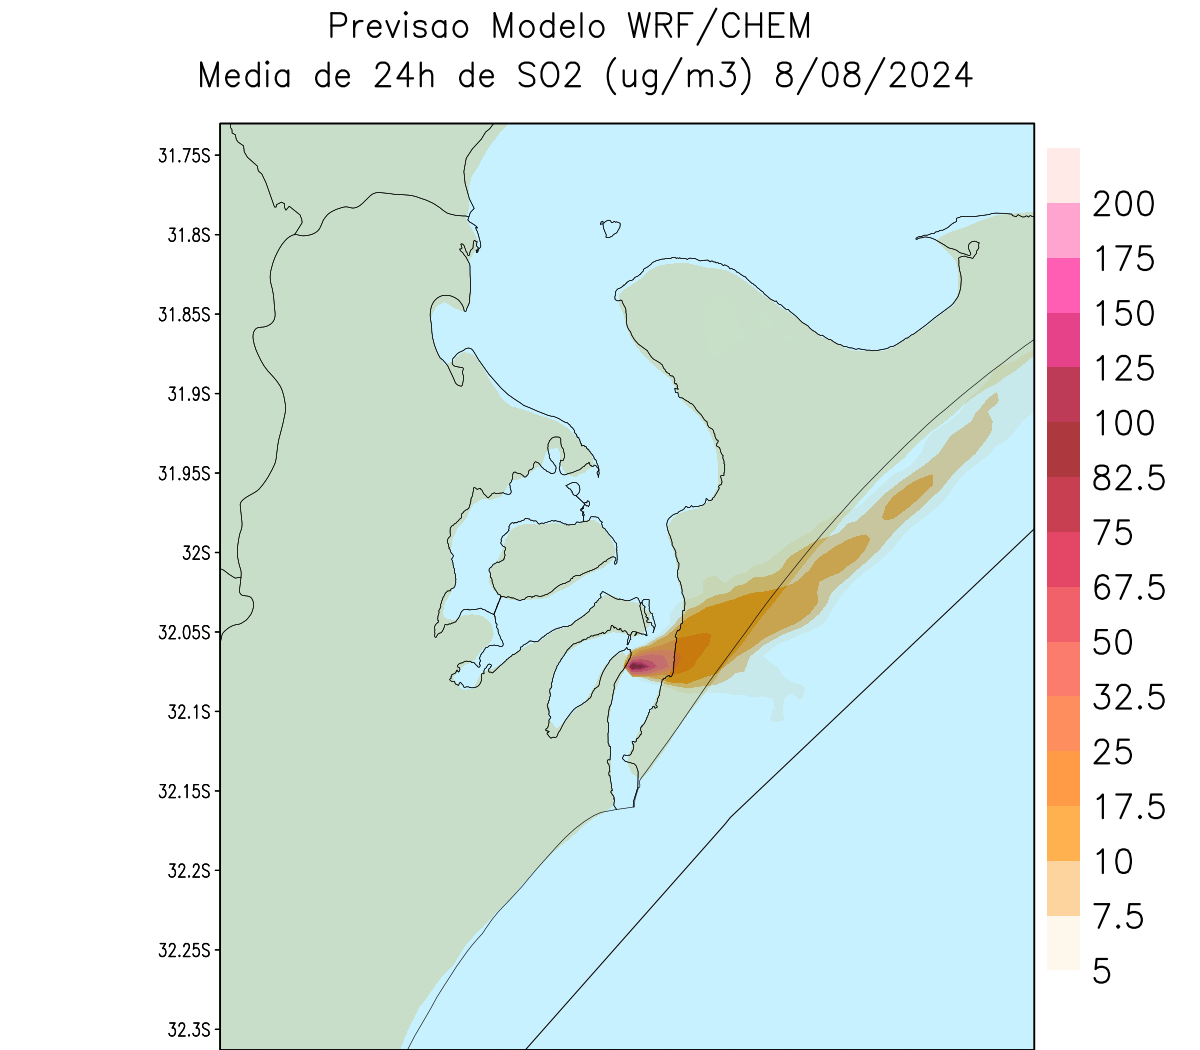 Previsao Modelo WRF/CHEM
Media de 24h de SO2 (ug/m3) 8/08/2024
31.75S
31.8S
31.85S
31.9S
31.95S
32S
32.05S
32.1S
32.15S
32.2S
32.25S
32.3S
200
175
150
125
100
82.5
75
67.5
50
32.5
25
17.5
10
7.5
5